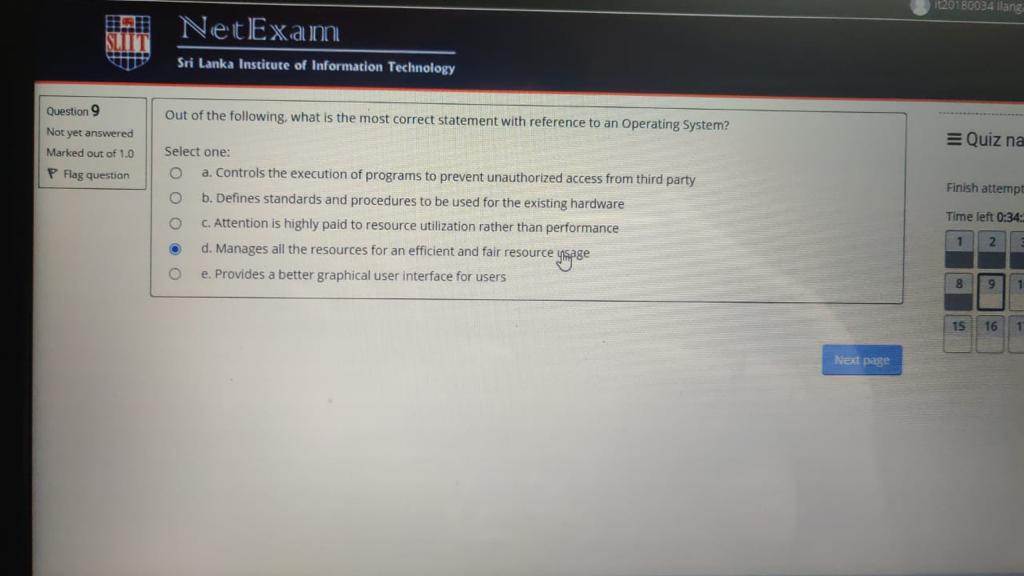 it20180034 ilang
SLIIT
NetExam
Sri Lanka Institute of Information Technology
Question 9
Not yet answered
Marked out of 1.0
Flag question
Out of the following, what is the most correct statement with reference to an Operating System?
Select one:
a. Controls the execution of programs to prevent unauthorized access from third party
b. Defines standards and procedures to be used for the existing hardware
c. Attention is highly paid to resource utilization rather than performance
d. Manages all the resources for an efficient and fair resource usage
e. Provides a better graphical user interface for users
Next page
Quiz na
Finish attempt
Time left 0:34:
1 2
8 9 1
15 16 1